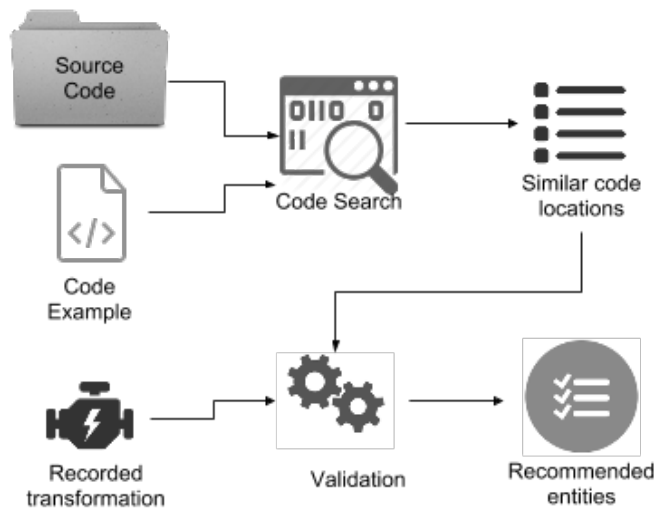 Source
Code
0110 0
11
Code Search
Similar code
locations
</>
Code
Example
Recorded
transformation
Validation
Recommended
entities